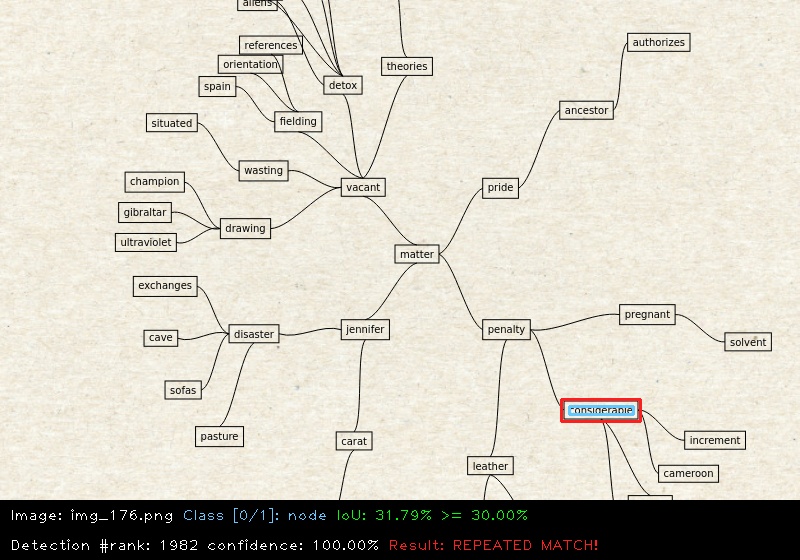 aliens
references
orientation
theories
authorizes
spain
detox
ancestor
situated
fielding
wasting
champion
vacant
pride
gibraltar
drawing
ultraviolet
matter
exchanges
pregnant
cave
disaster
jennifer
penalty
solvent
sofas
considerable
pasture
carat
increment
leather
cameroon
Image: img_176.png Class [0/1]: node IoU: 31.79% >= 30.00%
Detection #rank: 1982 confidence: 100.00% Result: REPEATED MATCH!